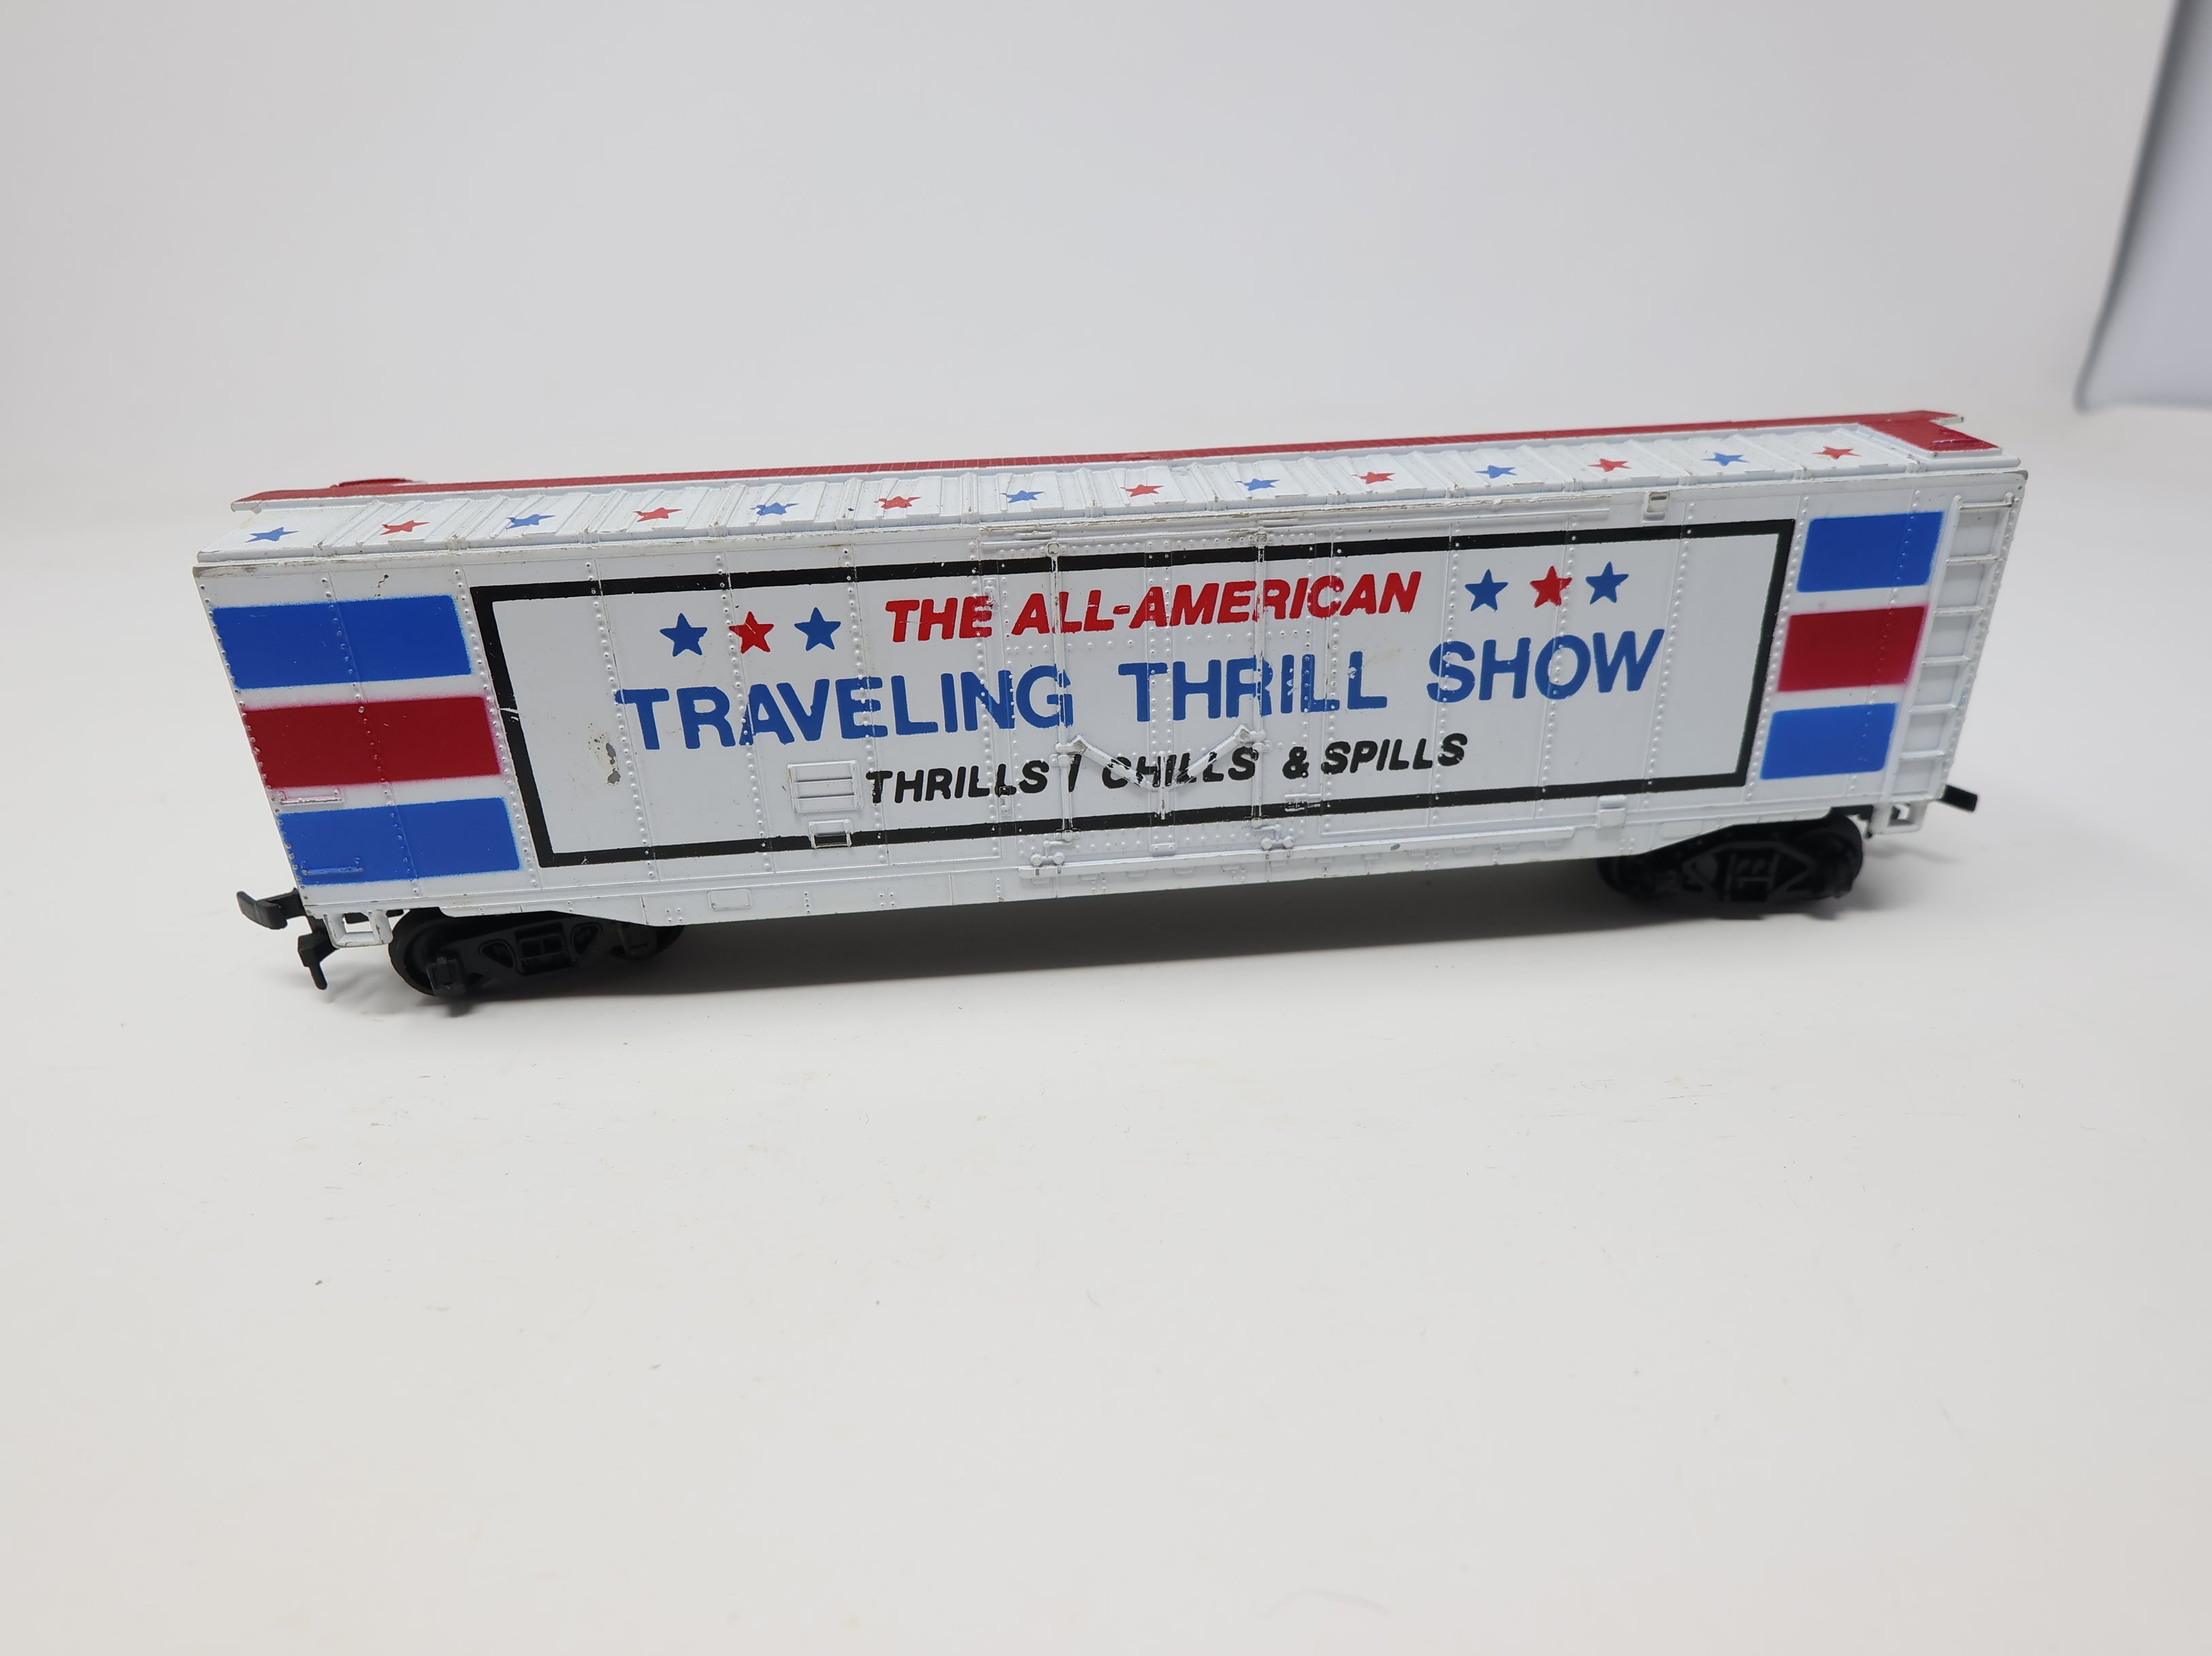 THE ALL-AMERICAN
TRAVELING THRILL SHOW
THRILLS / CHILLS & SPILLS